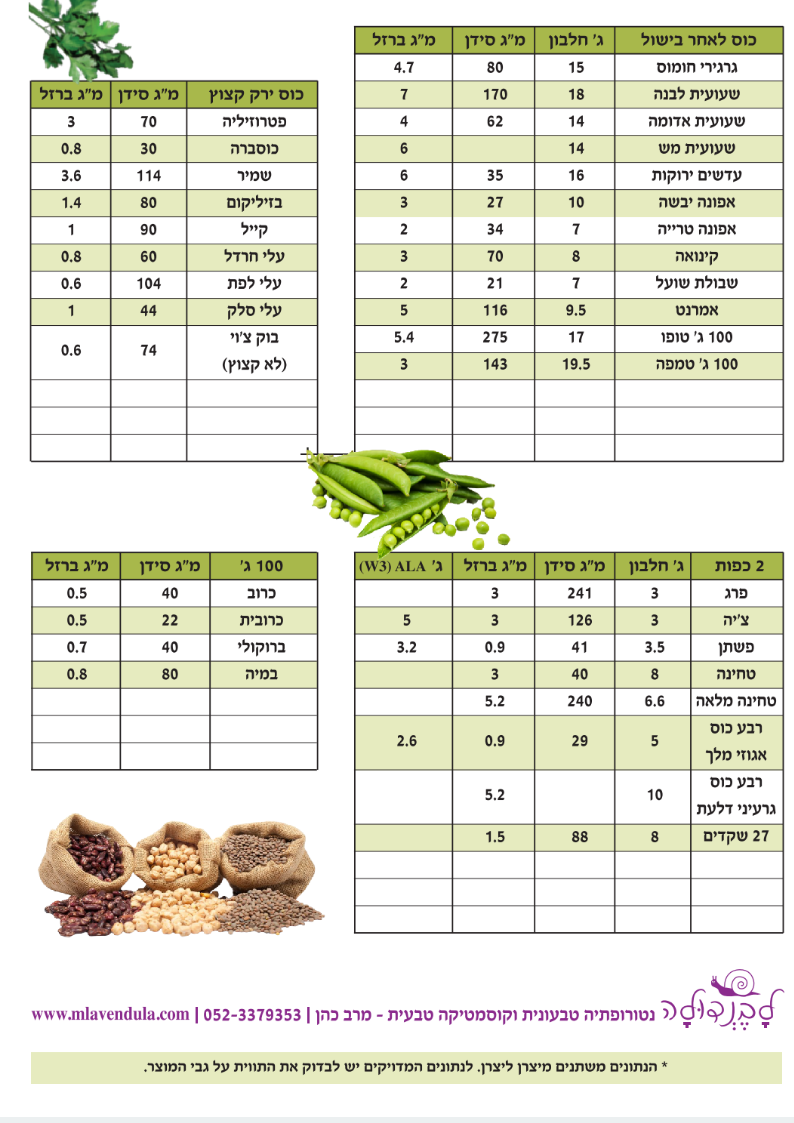 כוס לאחר בישול ג' חלבון מ"ג סידן מ"ג ברזל
גרגירי חומוס 15 80 4.7
שעועית לבנה 18 170 7
שעועית אדומה 14 62 4
שעועית מש 14 6
עדשים ירוקות 16 35 6
אפונה יבשה 10 27 3
אפונה טרייה 7 34 2
קינואה 8 70 3
שבולת שועל 7 21 2
אמרנט 9.5 116 5
100 ג' טופו 17 275 5.4
100 ג' טמפה 19.5 143 3
כוס ירק קצוץ מ"ג סידן מ"ג ברזל
פטרוזיליה 70 3
כוסברה 30 0.8
שמיר 114 3.6
בזיליקום 80 1.4
קייל 90 1
עלי חרדל 60 0.8
עלי לפת 104 0.6
עלי סלק 44 1
בוק צ'וי
(לא קצוץ) 74 0.6
2 כפות ג' חלבון מ"ג סידן מ"ג ברזל ג' ALA (W3)
פרג 3 241 3
צ'יה 3 126 3 5
פשתן 3.5 41 0.9 3.2
טחינה 8 40 3
טחינה מלאה 6.6 240 5.2
רבע כוס
אגוזי מלך 5 29 0.9 2.6
רבע כוס
גרעיני דלעת 10 5.2
27 שקדים 8 88 1.5
100 ג' מ"ג סידן מ"ג ברזל
כרוב 40 0.5
כרובית 22 0.5
ברוקולי 40 0.7
במיה 80 0.8
לָבֶנְדּוּלָה נטורופתיה טבעונית וקוסמטיקה טבעית - מרב כהן | 052-3379353 | www.mlavendula.com
* הנתונים משתנים מיצרן ליצרן. לנתונים המדויקים יש לבדוק את התווית על גבי המוצר.